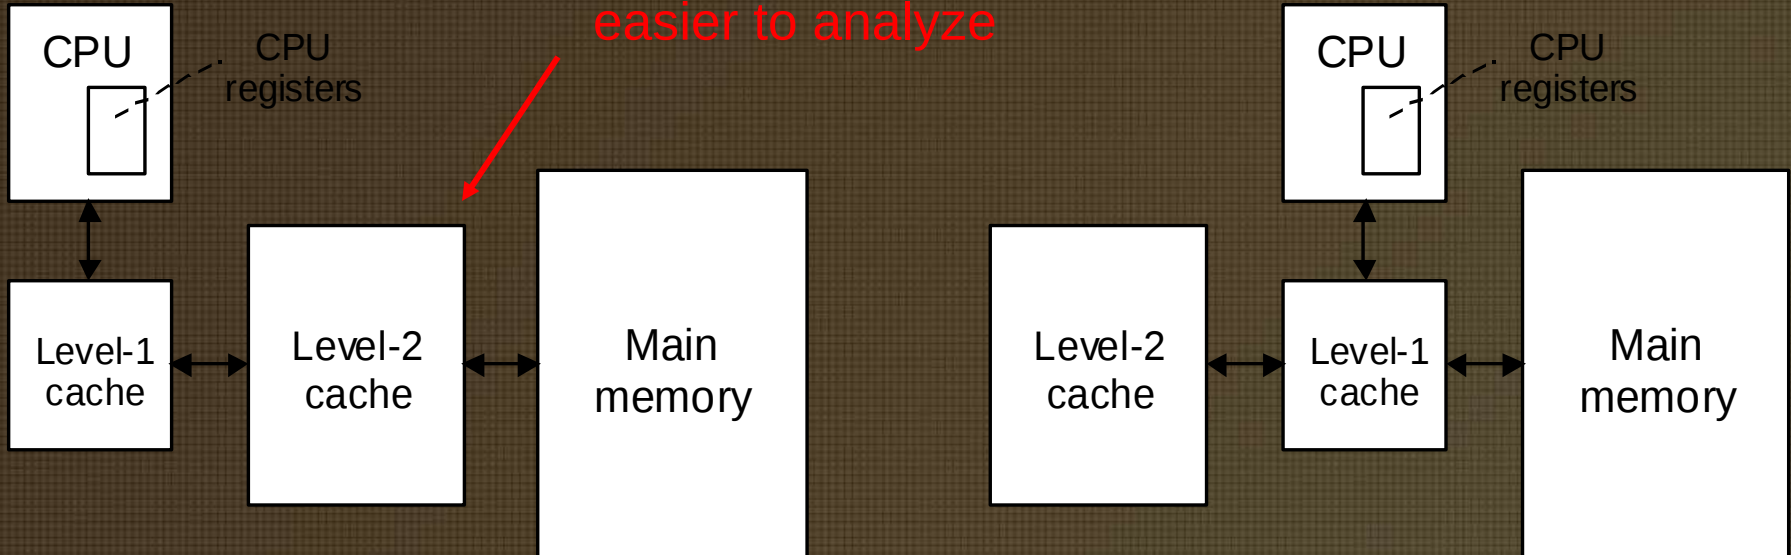 easier to analyze
CPU
CPU
registers
Level-1
cache
Level-2
cache
Main
memory
CPU
CPU
registers
Level-2
cache
Level-1
cache
Main
memory